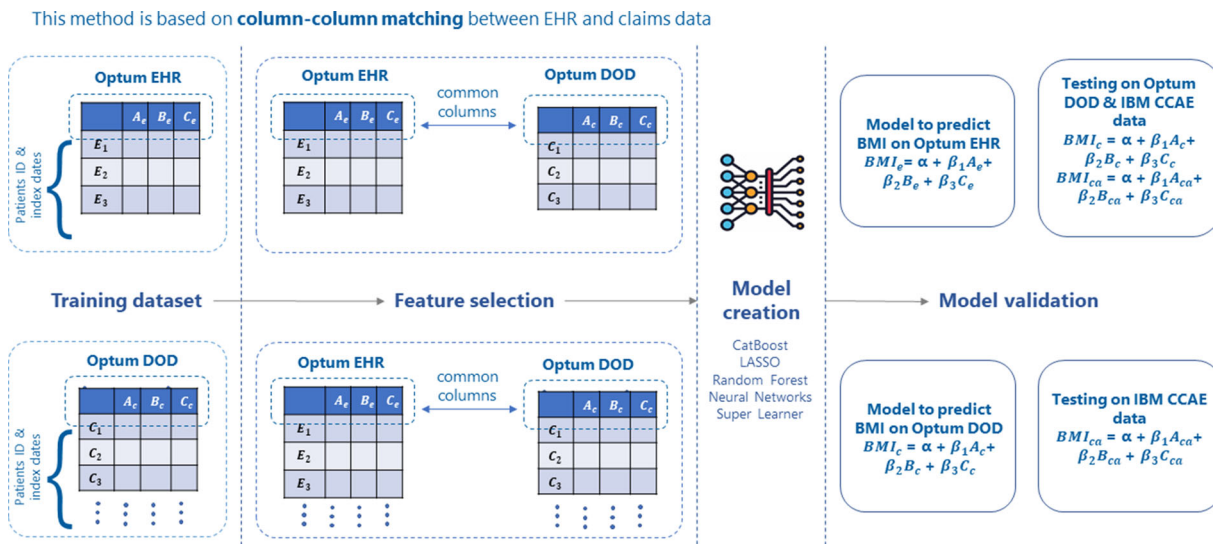 This method is based on column-column matching between EHR and claims data
Optum EHR
A_e B_e C_e
E_1
E_2
E_3
Patients ID &
index dates
Optum EHR
A_e B_e C_e
E_1
E_2
E_3
common
columns
Optum DOD
A_c B_c C_c
C_1
C_2
C_3
Model to predict
BMI on Optum EHR
BMI_e= α + β_1A_e+
β_2B_e + β_3C_e
Testing on Optum
DOD & IBM CCAE
data
BMI_c = α + β_1A_c+
β_2B_c + β_3C_c
BMI_ca = α + β_1A_ca+
β_2B_ca + β_3C_ca
Training dataset
Feature selection
Model
creation
Model validation
CatBoost
LASSO
Random Forest
Neural Networks
Super Learner
Optum DOD
A_c B_c C_c
C_1
C_2
C_3
Patients ID &
index dates
Optum EHR
A_e B_e C_e
E_1
E_2
E_3
common
columns
Optum DOD
A_c B_c C_c
C_1
C_2
C_3
Model to predict
BMI on Optum DOD
BMI_c = α + β_1A_c+
β_2B_c + β_3C_c
Testing on IBM CCAE
data
BMI_ca = α + β_1A_ca+
β_2B_ca + β_3C_ca